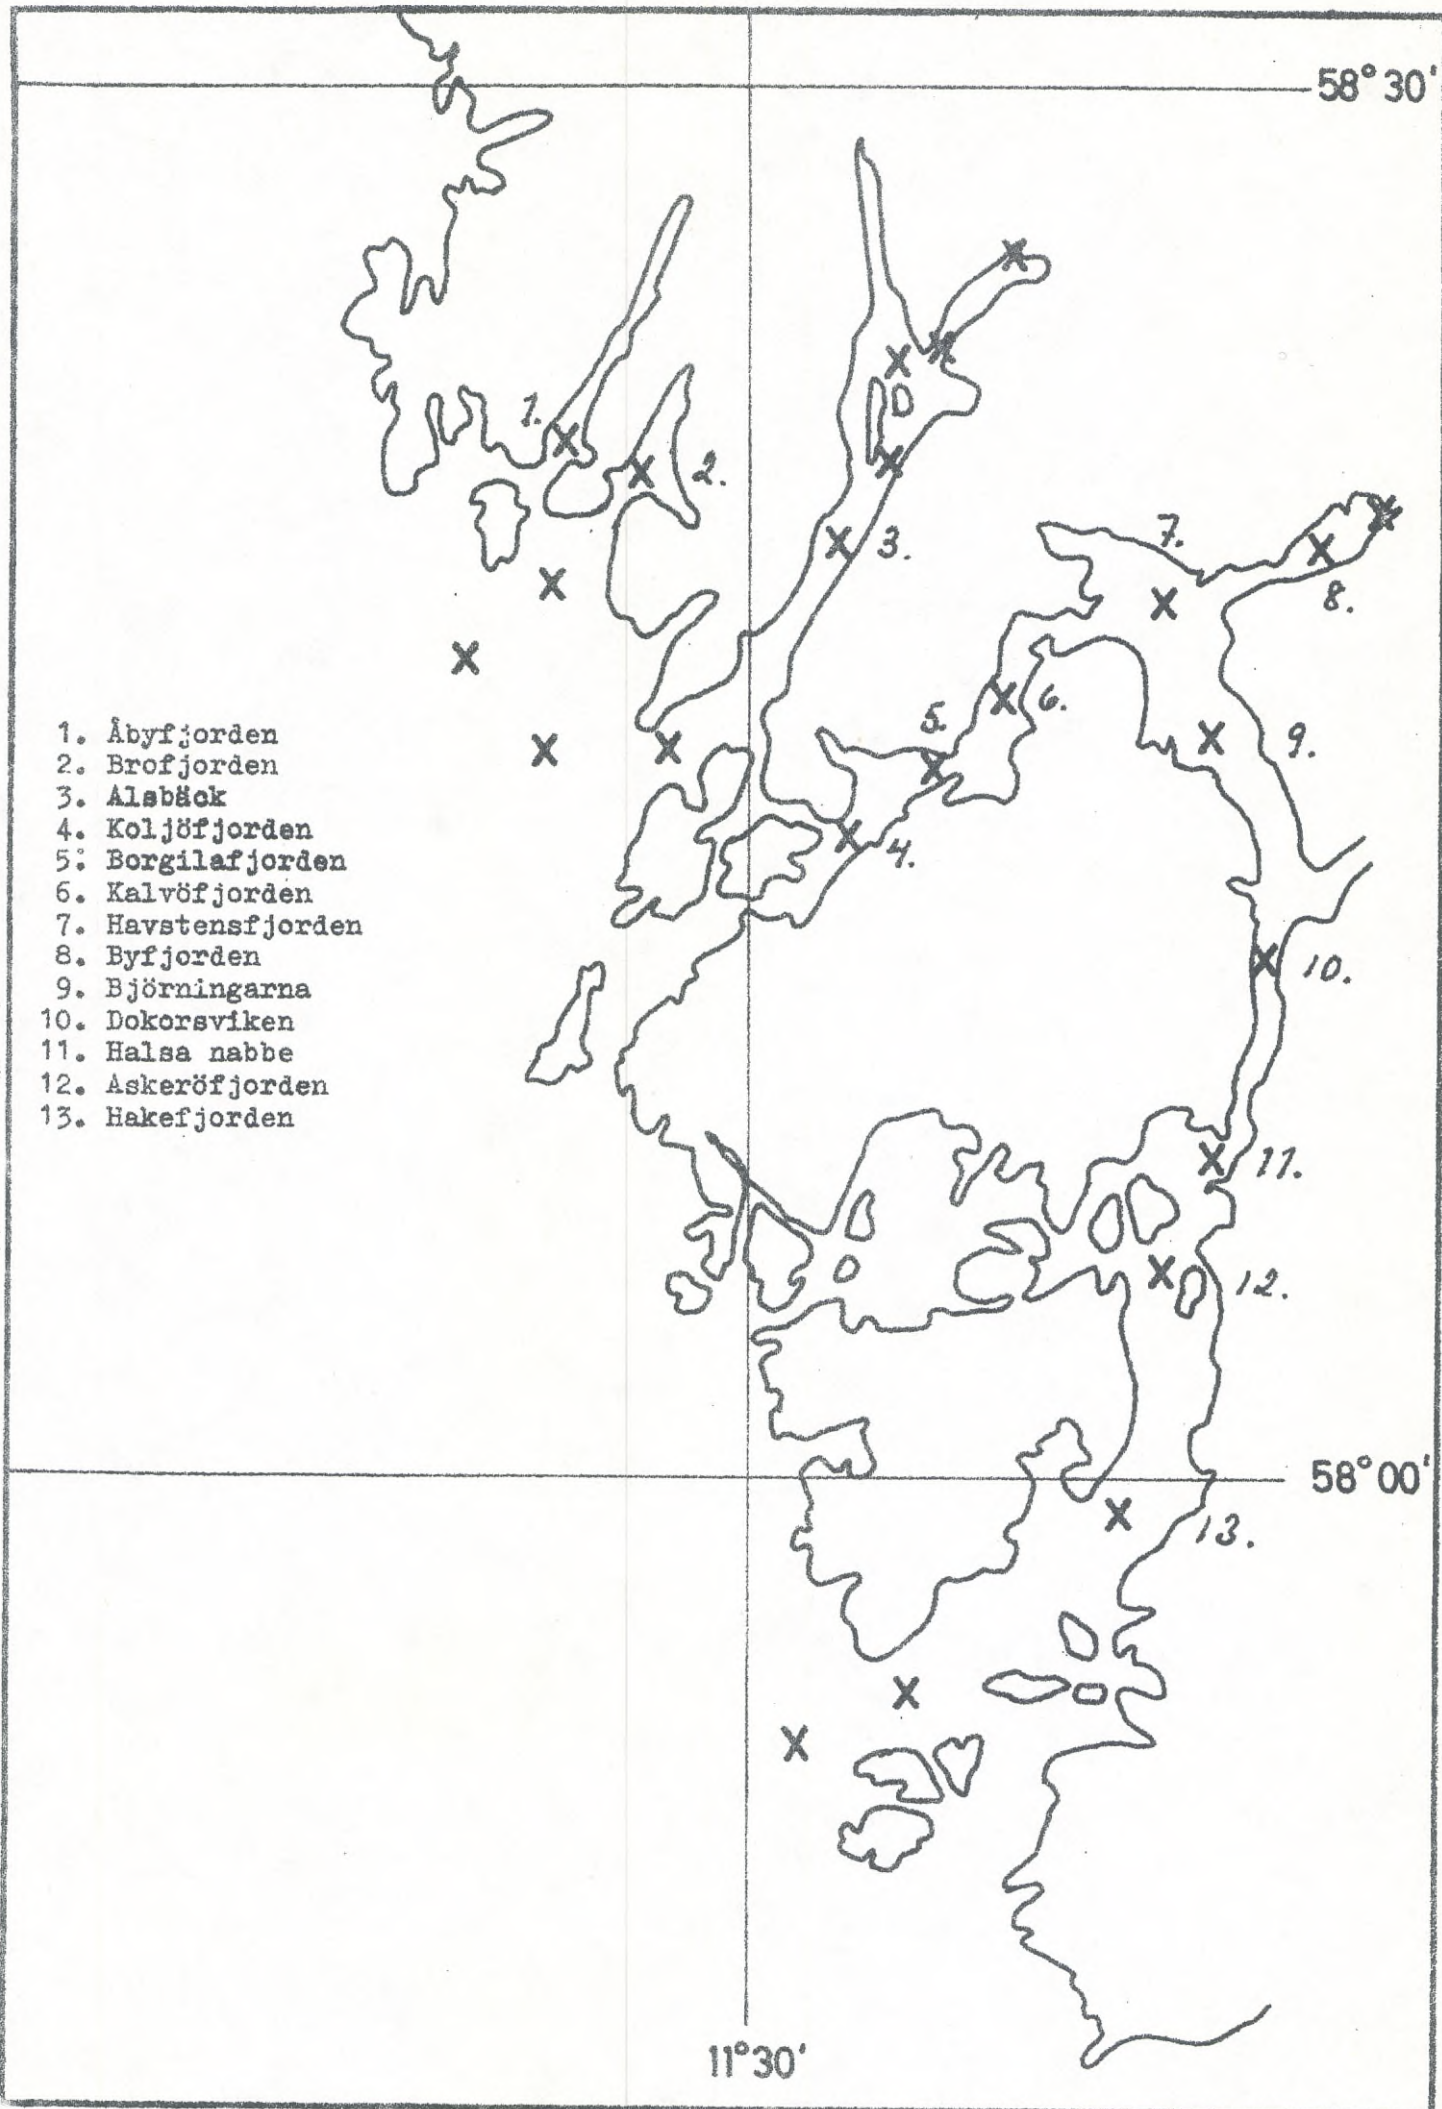 58°30'
1.
2.
3.
7.
8.
6.
5.
9.
4.
1. Åbyfjorden
2. Brofjorden
3. Alsbäck
4. Koljöfjorden
5: Borgilafjorden
6. Kalvöfjorden
7. Havstensfjorden
8. Byfjorden
9. Björningarna
10. Dokorsviken
11. Halsa nabbe
12. Askeröfjorden
13. Hakefjorden
10.
11.
12.
58°00'
13.
11°30'